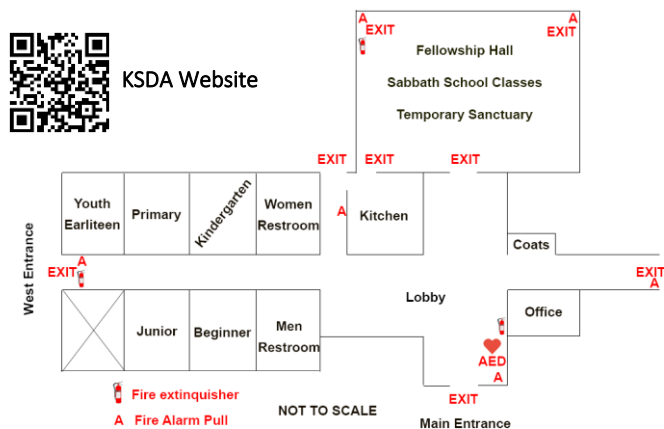 KSDA Website
A
A
EXIT
EXIT
Fellowship Hall
Sabbath School Classes
Temporary Sanctuary
EXIT
EXIT
EXIT
Youth
Earliteen
Primary
Kindergarten
Women
Restroom
A
Kitchen
Coats
West Entrance
A
EXIT
Lobby
EXIT
A
Office
Junior
Beginner
Men
Restroom
AED
A
EXIT
Main Entrance
Fire extinquisher
A Fire Alarm Pull
NOT TO SCALE